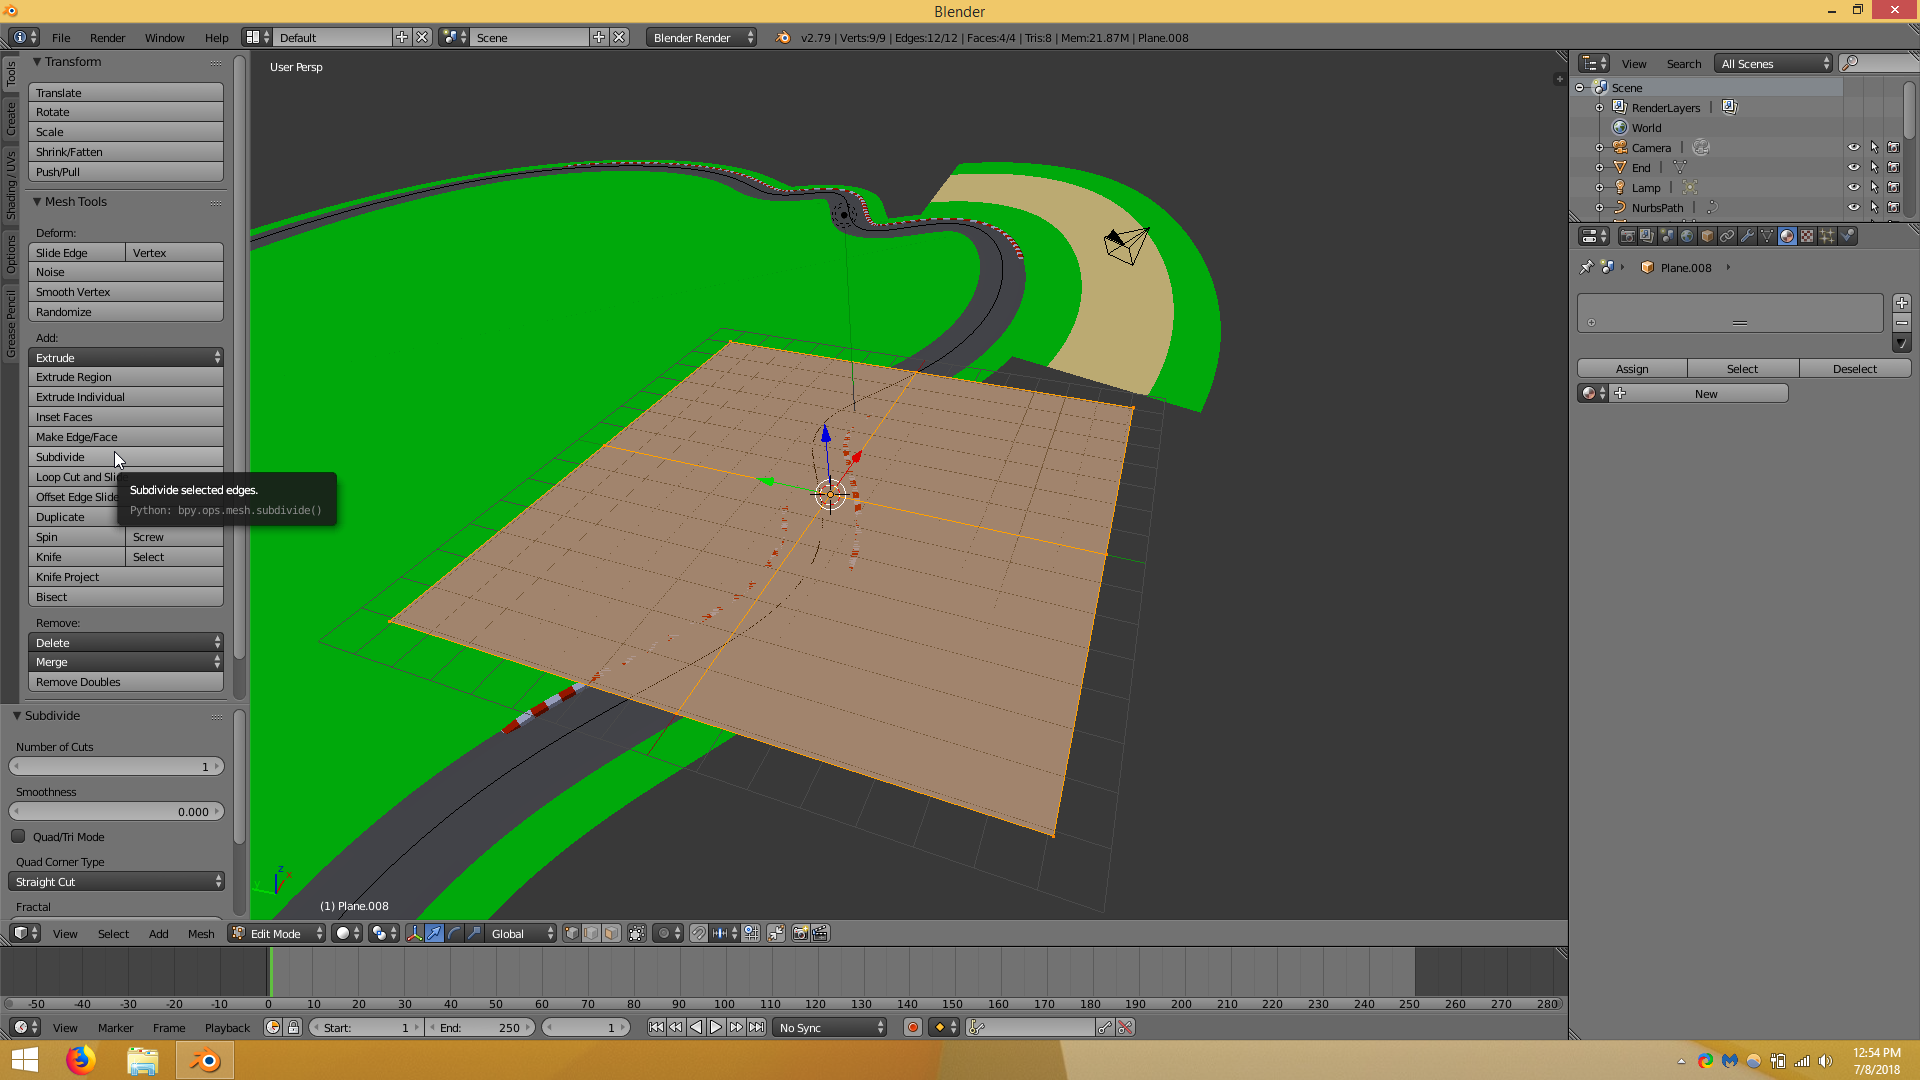 Blender
File Render Window Help Default Scene Blender Render v2.79 | Verts:9/9 | Edges:12/12 | Faces:4/4 | Tris:8 | Mem:21.87M | Plane.008
Tools
Create
Shading / UVs
Options
Grease Pencil
Transform
Translate
Rotate
Scale
Shrink/Fatten
Push/Pull
Mesh Tools
Deform:
Slide Edge Vertex
Noise
Smooth Vertex
Randomize
Add:
Extrude
Extrude Region
Extrude Individual
Inset Faces
Make Edge/Face
Subdivide
Loop Cut and Slide
Offset Edge Slide
Duplicate
Spin Screw
Knife Select
Knife Project
Bisect
Remove:
Delete
Merge
Remove Doubles
Subdivide selected edges.
Python: bpy.ops.mesh.subdivide()
Subdivide
Number of Cuts
1
Smoothness
0.000
Quad/Tri Mode
Quad Corner Type
Straight Cut
Fractal
User Persp
z
x
y
(1) Plane.008
View Select Add Mesh Edit Mode Global
-50 -40 -30 -20 -10 0 10 20 30 40 50 60 70 80 90 100 110 120 130 140 150 160 170 180 190 200 210 220 230 240 250 260 270 280
View Marker Frame Playback Start: 1 End: 250 1 No Sync
View Search All Scenes
Scene
RenderLayers |
World
Camera |
End |
Lamp |
NurbsPath |
Plane.008
Assign Select Deselect
New
12:54 PM
7/8/2018